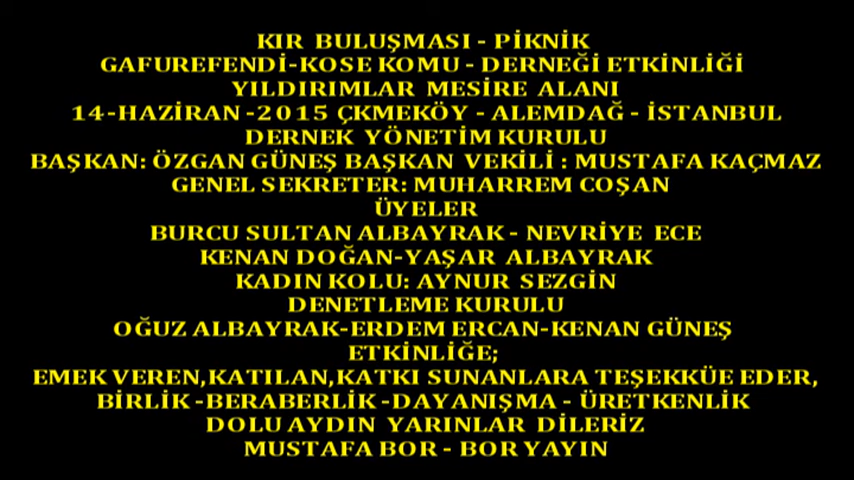 KIR BULUŞMASI - PİKNİK
GAFUREFENDİ-KOSE KOMU - DERNEĞİ ETKİNLİĞİ
YILDIRIMLAR MESİRE ALANI
14-HAZİRAN -2015 ÇKMEKÖY - ALEMDAĞ - İSTANBUL
DERNEK YÖNETİM KURULU
BAŞKAN: ÖZGAN GÜNEŞ BAŞKAN VEKİLİ : MUSTAFA KAÇMAZ
GENEL SEKRETER: MUHARREM COŞAN
ÜYELER
BURCU SULTAN ALBAYRAK - NEVRİYE ECE
KENAN DOĞAN-YAŞAR ALBAYRAK
KADIN KOLU: AYNUR SEZGİN
DENETLEME KURULU
OĞUZ ALBAYRAK-ERDEM ERCAN-KENAN GÜNEŞ
ETKİNLİĞE;
EMEK VEREN,KATILAN,KATKI SUNANLARA TEŞEKKÜE EDER,
BİRLİK -BERABERLİK -DAYANIŞMA - ÜRETKENLİK
DOLU AYDIN YARINLAR DİLERİZ
MUSTAFA BOR - BOR YAYIN